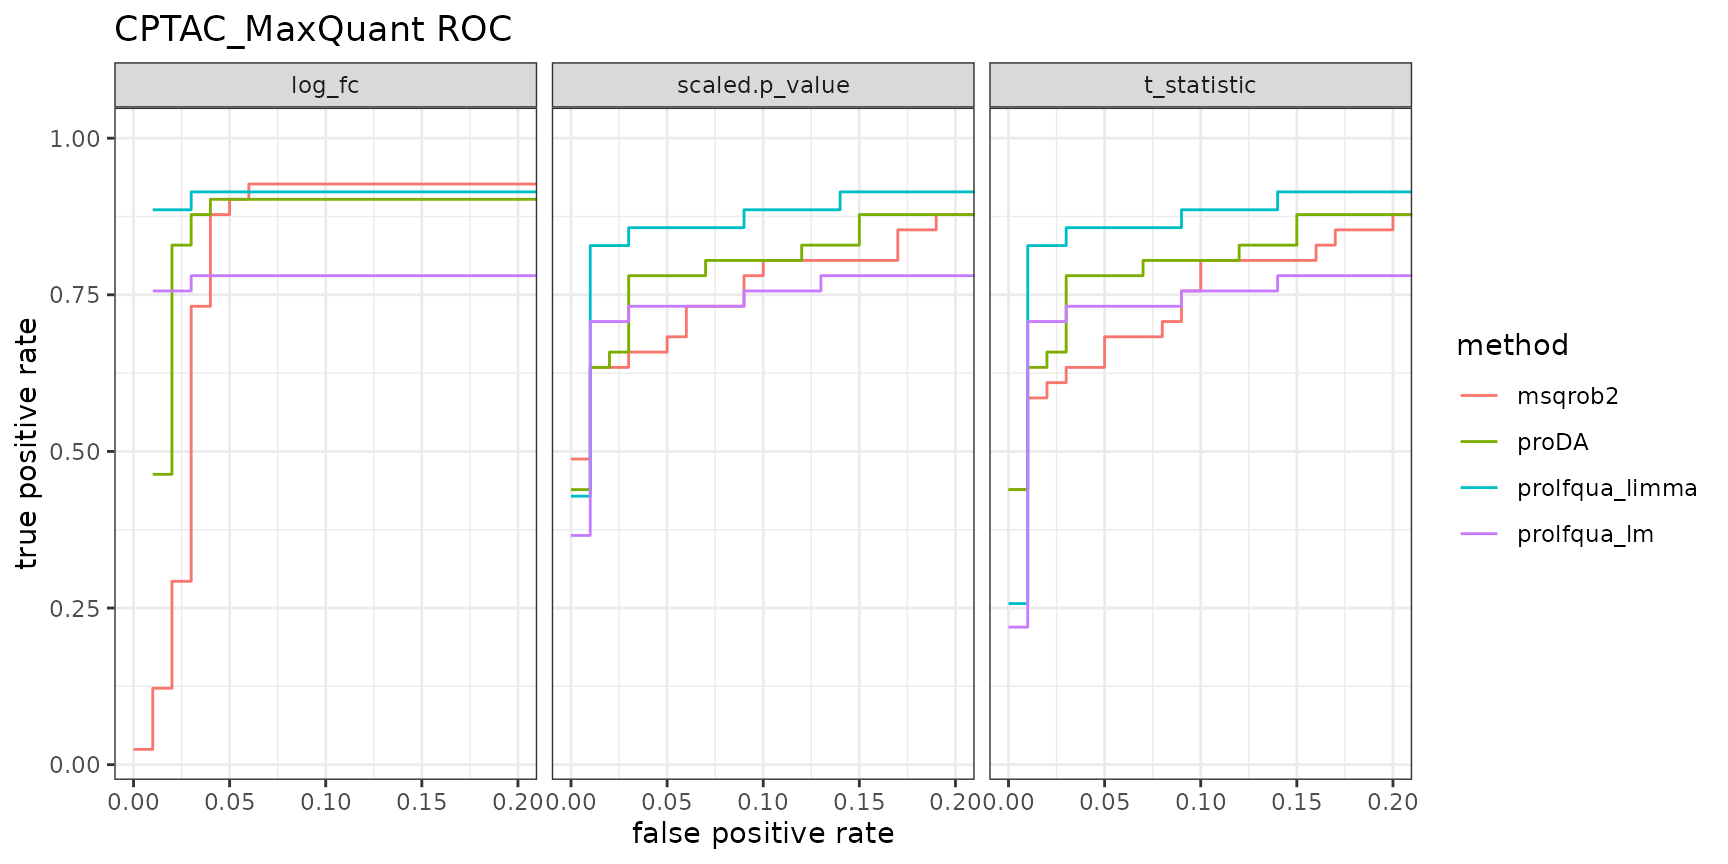 CPTAC_MaxQuant ROC
log_fc scaled.p_value t_statistic
true positive rate
1.00
0.75
0.50
0.25
0.00
0.00 0.05 0.10 0.15 0.20 0.00 0.05 0.10 0.15 0.20 0.00 0.05 0.10 0.15 0.20
false positive rate
method
msqrob2
proDA
prolfqua_limma
prolfqua_lm